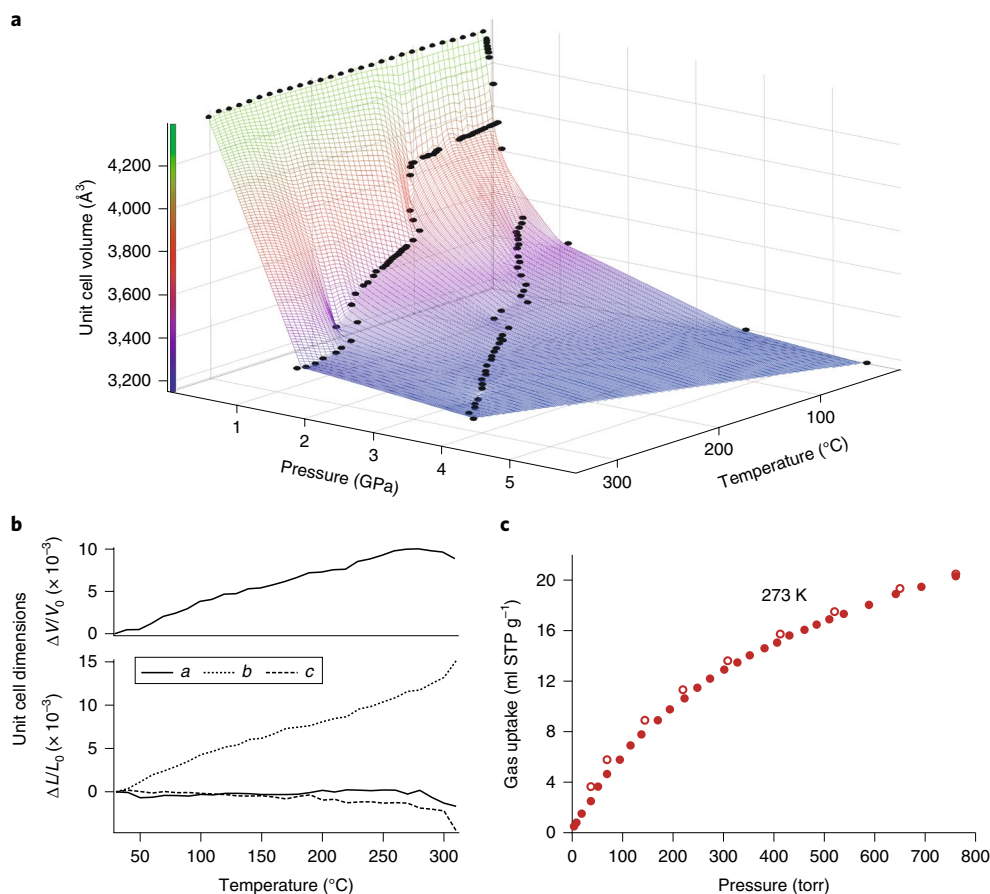 a
Unit cell volume (Å³)
4,200
4,000
3,800
3,600
3,400
3,200
1
2
3
4
5
Pressure (GPa)
300
200
100
Temperature (°C)
b
Unit cell dimensions
ΔV/V₀ (× 10⁻³)
10
5
0
ΔL/L₀ (× 10⁻³)
15
10
5
0
a b c
50 100 150 200 250 300
Temperature (°C)
c
Gas uptake (ml STP g⁻¹)
20
16
12
8
4
0
273 K
0 100 200 300 400 500 600 700 800
Pressure (torr)